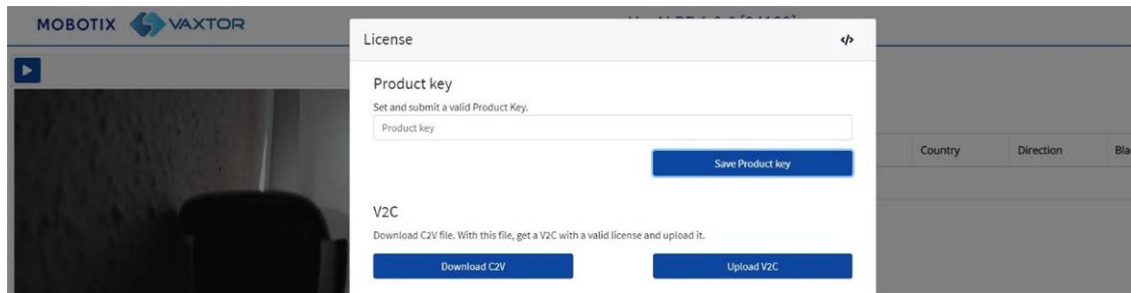 MOBOTIX VAXTOR
License
</>
Product key
Set and submit a valid Product Key.
Product key
Save Product key
Country Direction
V2C
Download C2V file. With this file, get a V2C with a valid license and upload it.
Download C2V Upload V2C